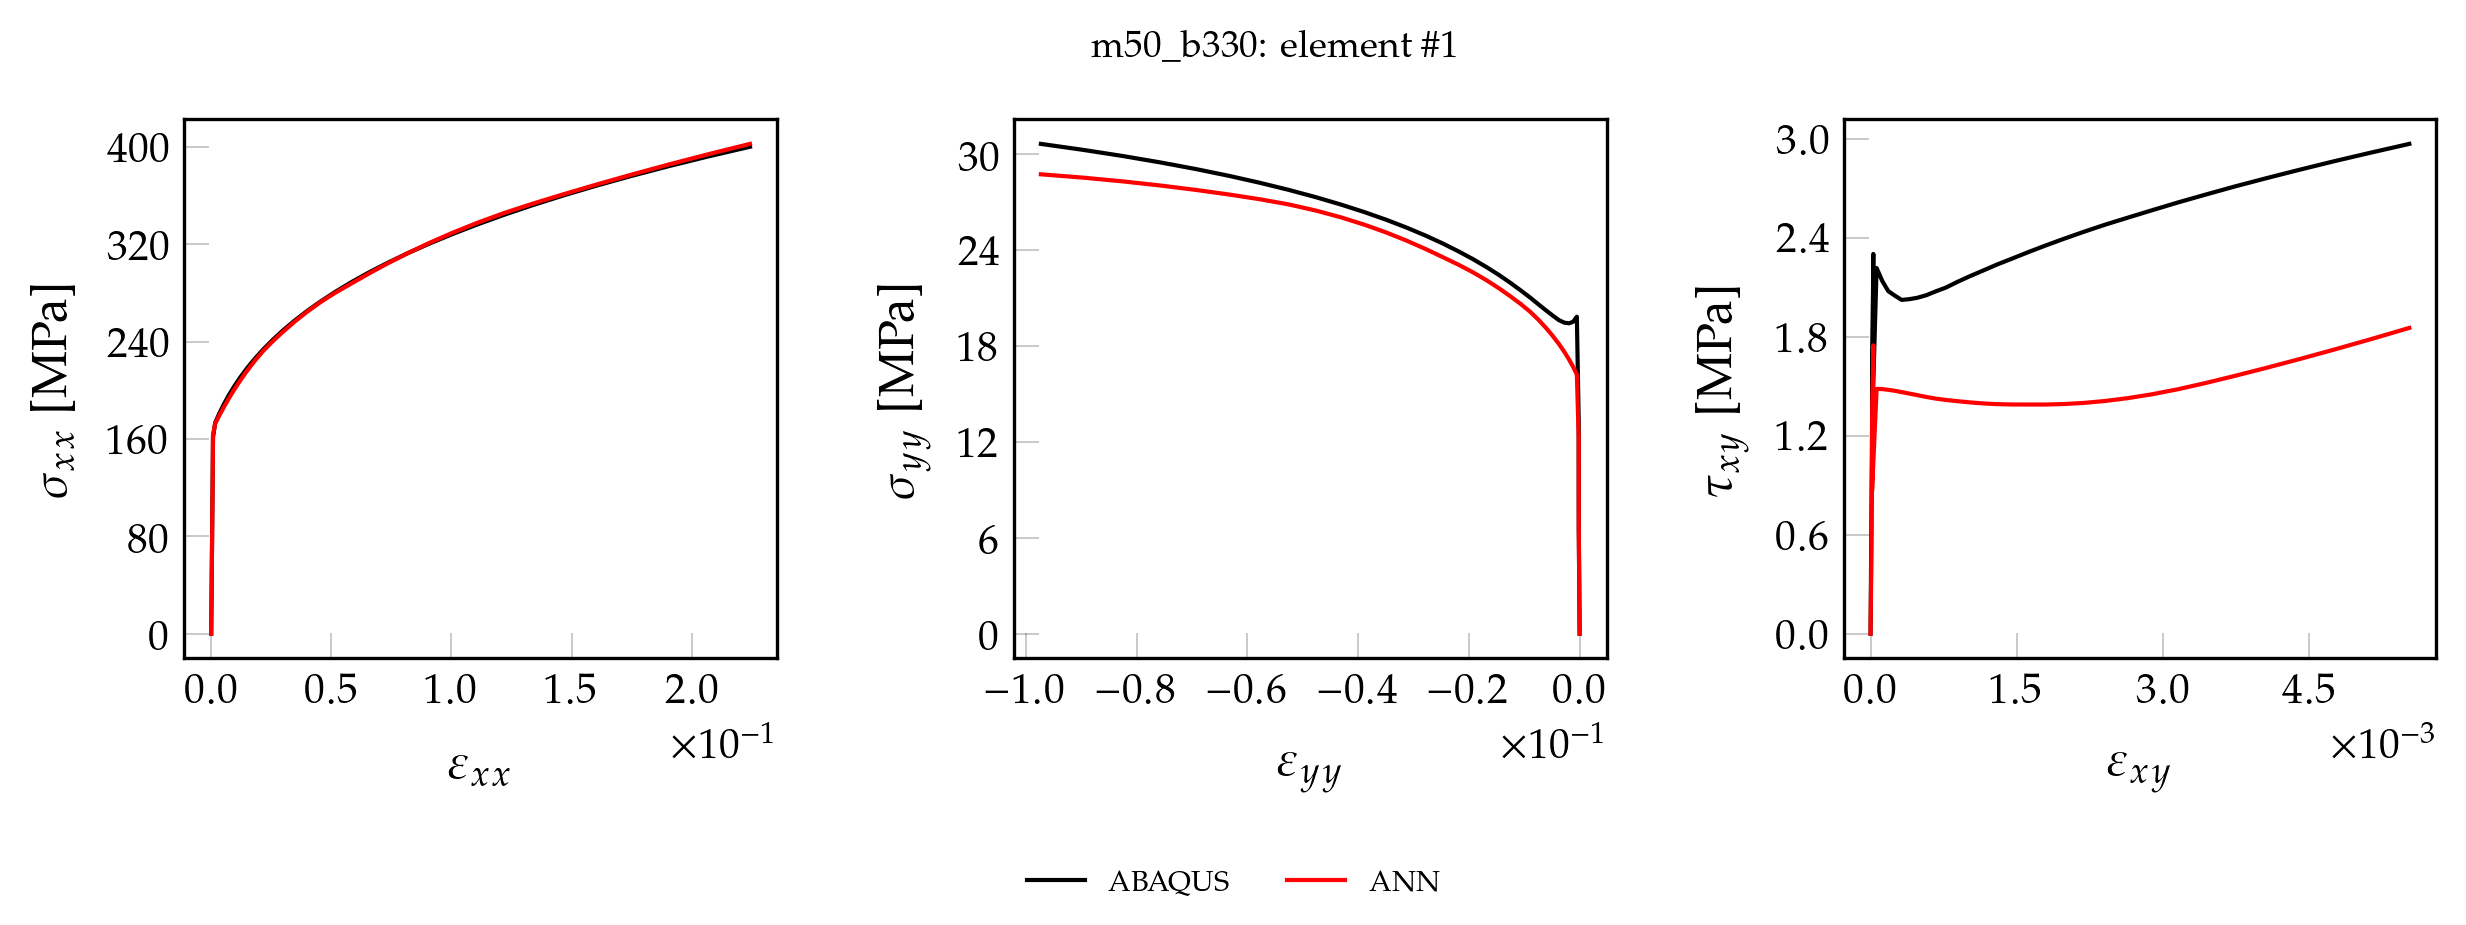 m50_b330: element #1
σxx [MPa]
400
320
240
160
80
0
0.0 0.5 1.0 1.5 2.0
×10−1
εxx
σyy [MPa]
30
24
18
12
6
0
−1.0 −0.8 −0.6 −0.4 −0.2 0.0
×10−1
εyy
τxy [MPa]
3.0
2.4
1.8
1.2
0.6
0.0
0.0 1.5 3.0 4.5
×10−3
εxy
ABAQUS ANN